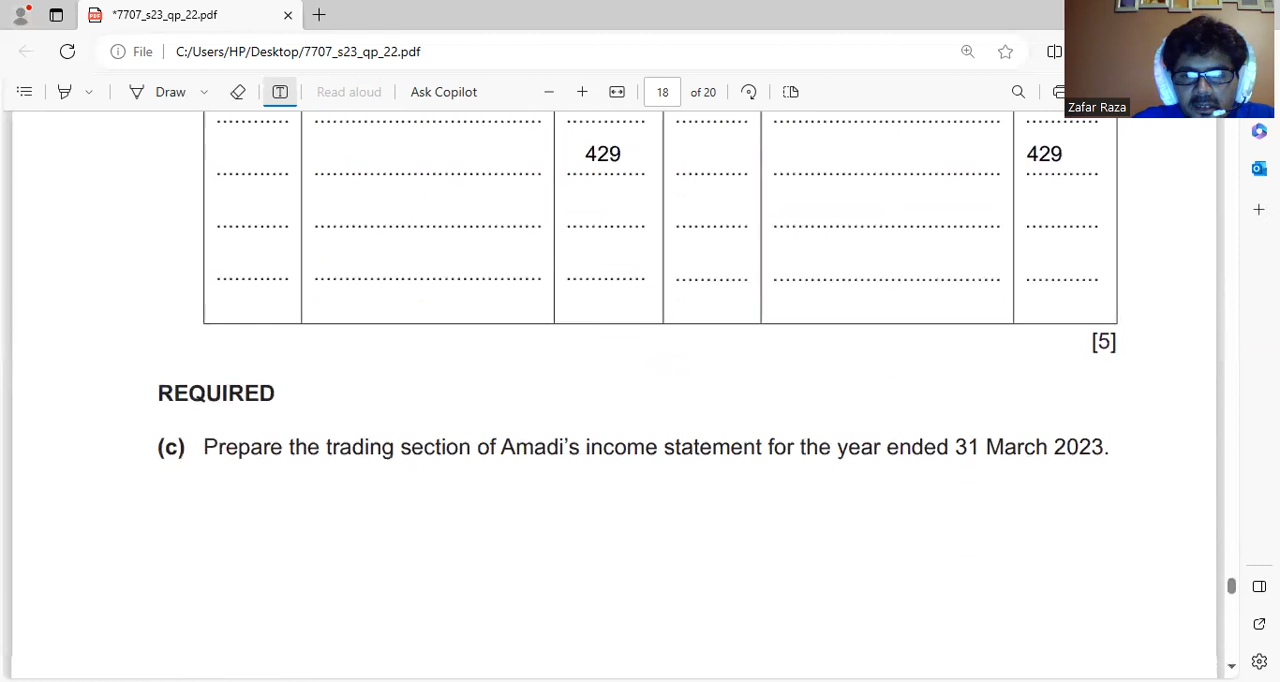 *7707_s23_qp_22.pdf
File C:/Users/HP/Desktop/7707_s23_qp_22.pdf
Draw Read aloud Ask Copilot 18 of 20
Zafar Raza
429 429
[5]
REQUIRED
(c) Prepare the trading section of Amadi’s income statement for the year ended 31 March 2023.